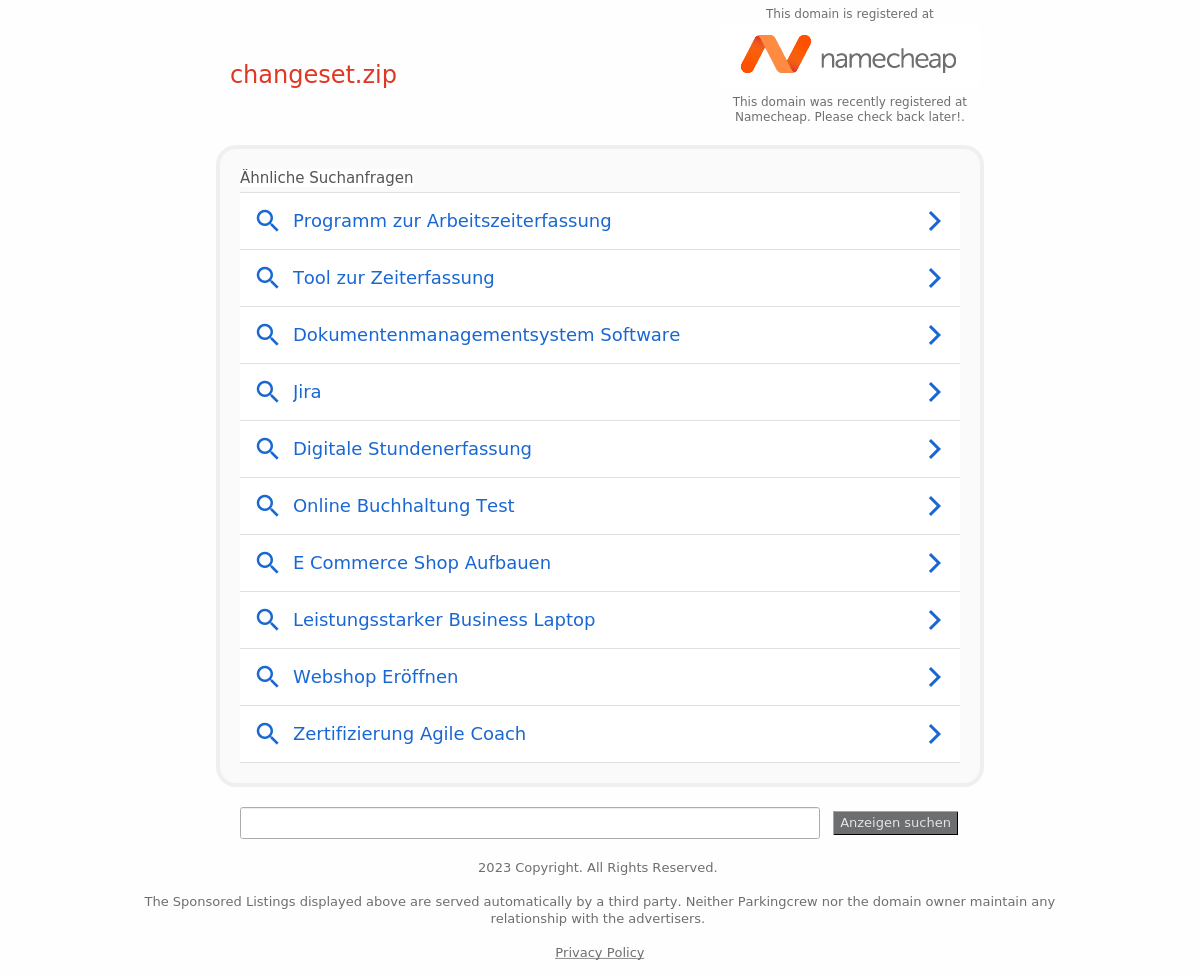 This domain is registered at
namecheap
changeset.zip
This domain was recently registered at
Namecheap. Please check back later!.
Ähnliche Suchanfragen
Programm zur Arbeitszeiterfassung
Tool zur Zeiterfassung
Dokumentenmanagementsystem Software
Jira
Digitale Stundenerfassung
Online Buchhaltung Test
E Commerce Shop Aufbauen
Leistungsstarker Business Laptop
Webshop Eröffnen
Zertifizierung Agile Coach
Anzeigen suchen
2023 Copyright. All Rights Reserved.
The Sponsored Listings displayed above are served automatically by a third party. Neither Parkingcrew nor the domain owner maintain any
relationship with the advertisers.
Privacy Policy